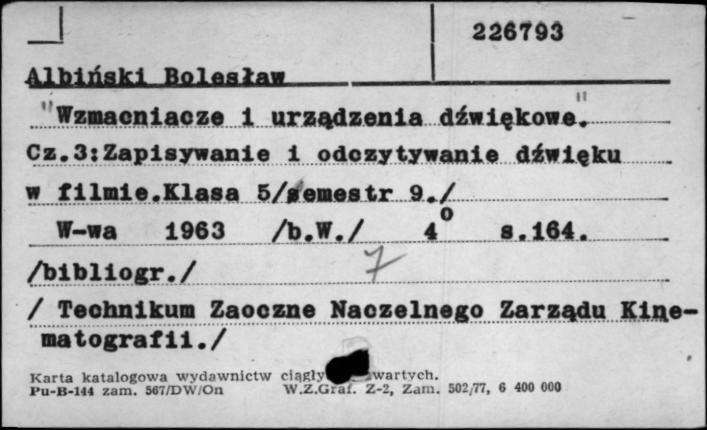 226793
Albiński Bolesław
"Wzmacniacze i urządzenia dźwiękowe".
Cz.3:Zapisywanie i odczytywanie dźwięku
w filmie.Klasa 5/semestr 9./
W-wa 1963 /b.W./ 4° s.164.
/bibliogr./ 7
/ Technikum Zaoczne Naczelnego Zarządu Kine-
matografii./
Karta katalogowa wydawnictw ciągły wartych.
Pu-B-144 zam. 567/DW/On W.Z.Graf. Z-2, Zam. 502/77, 6 400 000